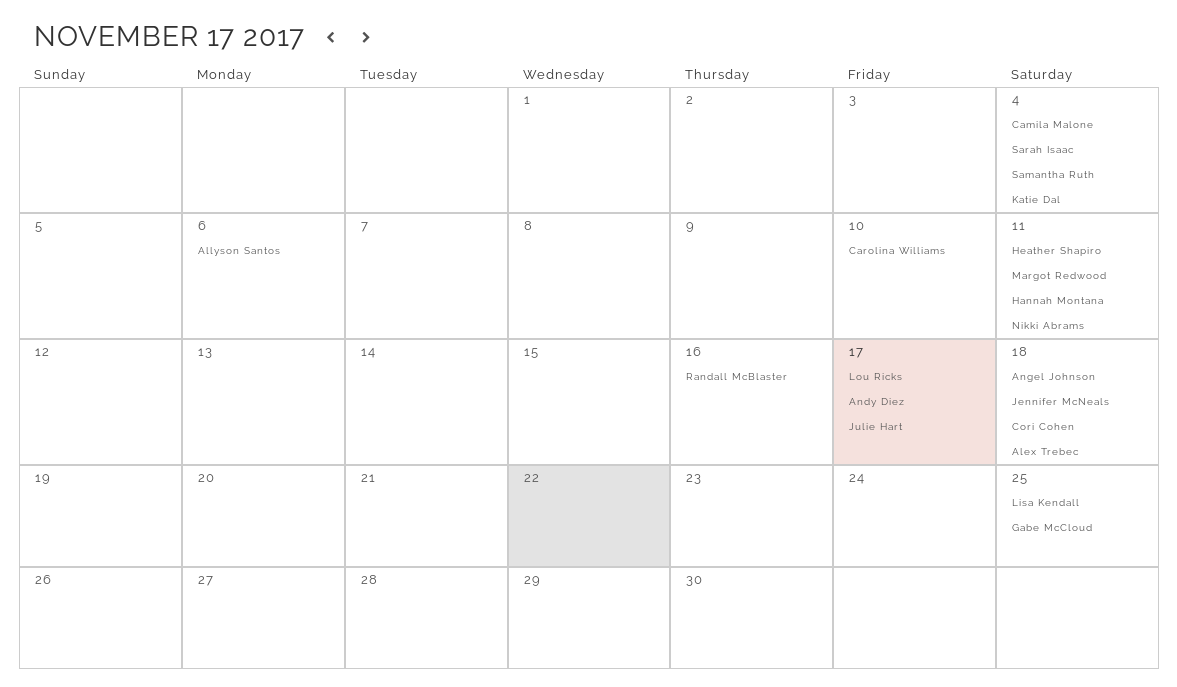 NOVEMBER 17 2017
Sunday Monday Tuesday Wednesday Thursday Friday Saturday
1 2 3 4
Camila Malone
Sarah Isaac
Samantha Ruth
Katie Dal
5 6 7 8 9 10 11
Allyson Santos Carolina Williams Heather Shapiro
Margot Redwood
Hannah Montana
Nikki Abrams
12 13 14 15 16 17 18
Randall McBlaster Lou Ricks Angel Johnson
Andy Diez Jennifer McNeals
Julie Hart Cori Cohen
Alex Trebec
19 20 21 22 23 24 25
Lisa Kendall
Gabe McCloud
26 27 28 29 30